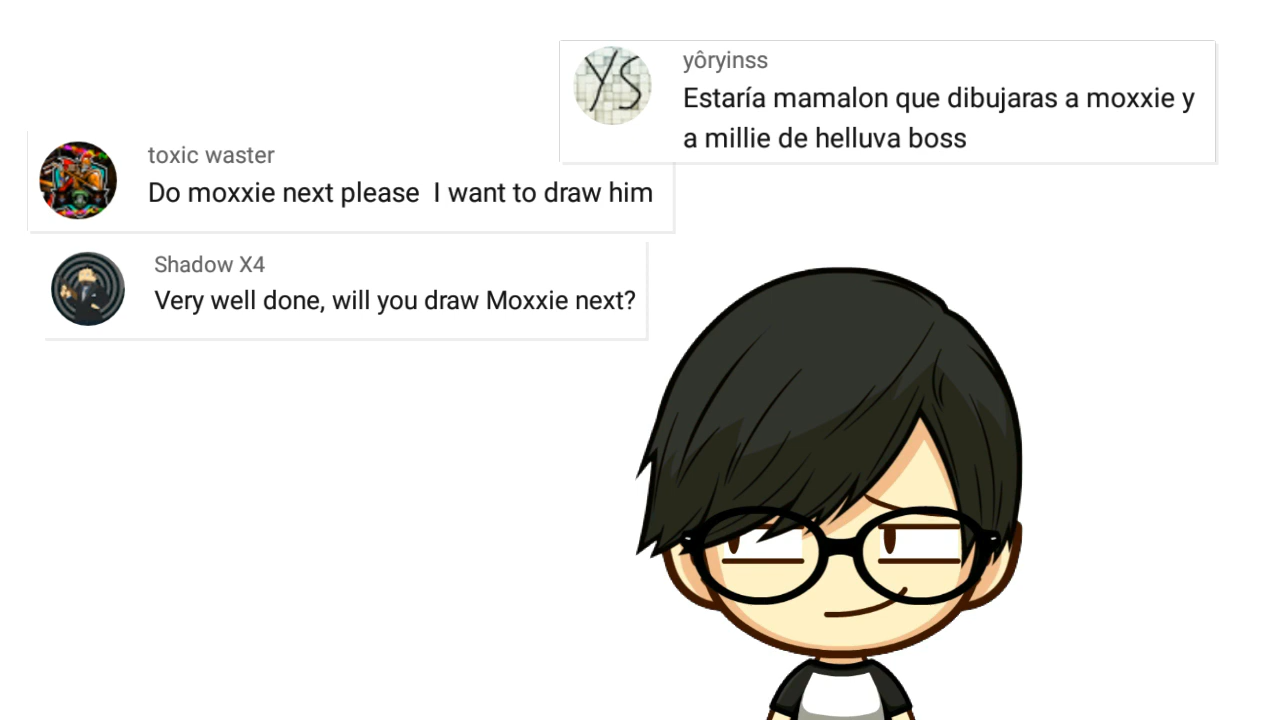 yôryinss
Estaría mamalon que dibujaras a moxxie y
a millie de helluva boss
toxic waster
Do moxxie next please  I want to draw him
Shadow X4
Very well done, will you draw Moxxie next?
YS